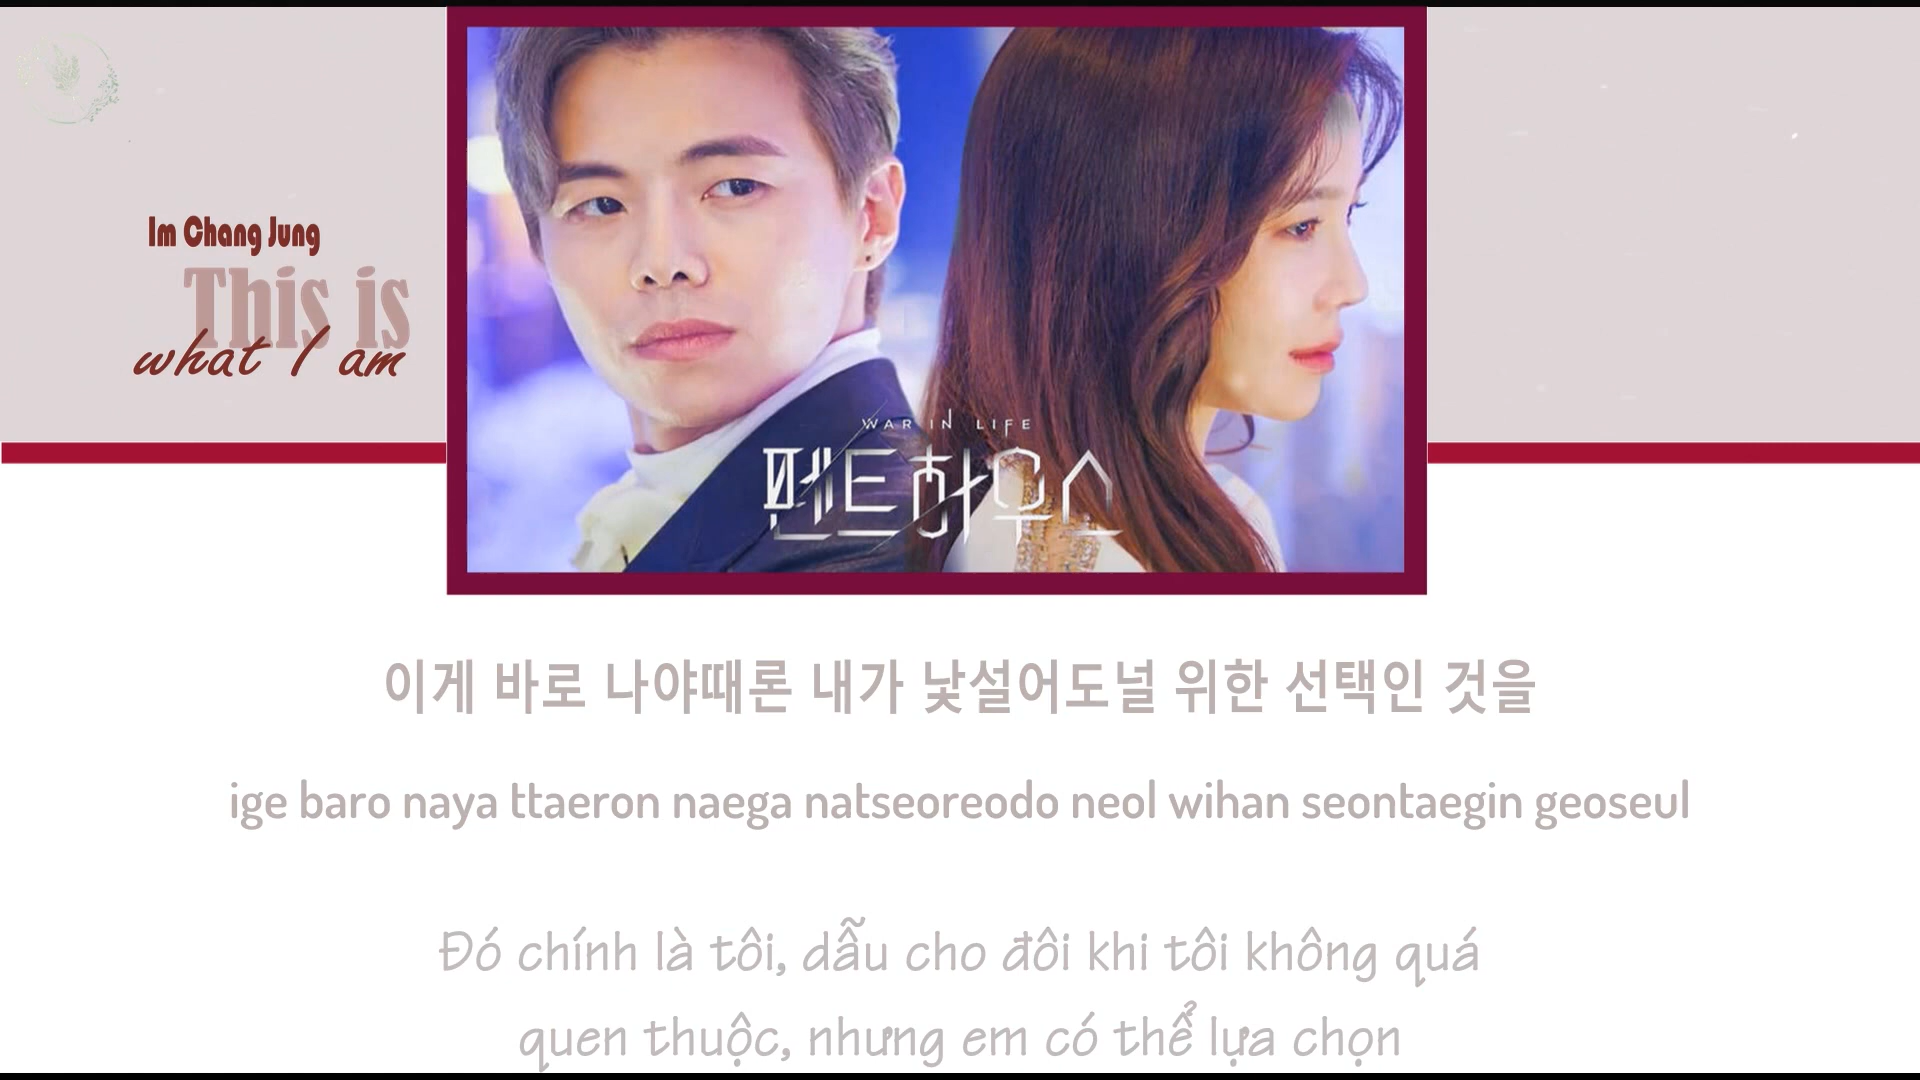 Im Chang Jung
This is
what I am
WAR IN LIFE
펜트하우스
이게 바로 나야때론 내가 낯설어도널 위한 선택인 것을
ige baro naya ttaeron naega natseoreodo neol wihan seontaegin geoseul
Đó chính là tôi, dẫu cho đôi khi tôi không quá
quen thuộc, nhưng em có thể lựa chọn